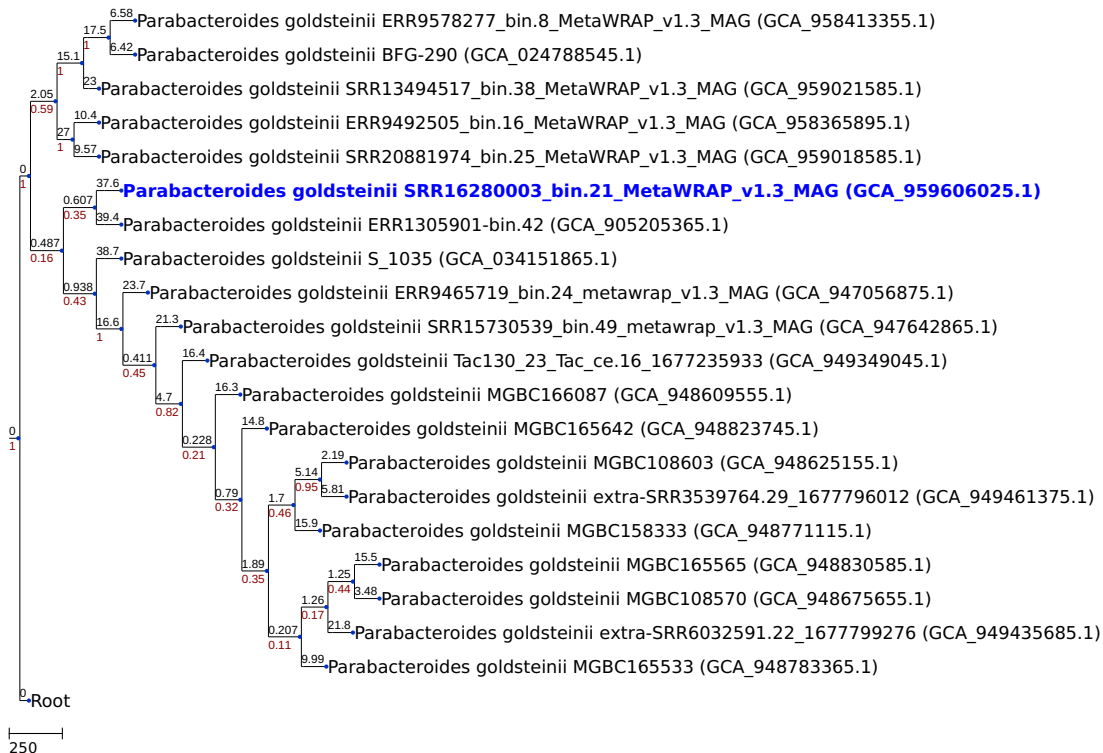 6.58
Parabacteroides goldsteinii ERR9578277_bin.8_MetaWRAP_v1.3_MAG (GCA_958413355.1)
17.5
1
6.42
Parabacteroides goldsteinii BFG-290 (GCA_024788545.1)
15.1
1
23
Parabacteroides goldsteinii SRR13494517_bin.38_MetaWRAP_v1.3_MAG (GCA_959021585.1)
2.05
0.59
10.4
Parabacteroides goldsteinii ERR9492505_bin.16_MetaWRAP_v1.3_MAG (GCA_958365895.1)
27
1
9.57
Parabacteroides goldsteinii SRR20881974_bin.25_MetaWRAP_v1.3_MAG (GCA_959018585.1)
0
1
37.6
Parabacteroides goldsteinii SRR16280003_bin.21_MetaWRAP_v1.3_MAG (GCA_959606025.1)
0.607
0.35
39.4
Parabacteroides goldsteinii ERR1305901-bin.42 (GCA_905205365.1)
0.487
0.16
38.7
Parabacteroides goldsteinii S_1035 (GCA_034151865.1)
0.938
0.43
23.7
Parabacteroides goldsteinii ERR9465719_bin.24_metawrap_v1.3_MAG (GCA_947056875.1)
16.6
1
21.3
Parabacteroides goldsteinii SRR15730539_bin.49_metawrap_v1.3_MAG (GCA_947642865.1)
0.411
0.45
16.4
Parabacteroides goldsteinii Tac130_23_Tac_ce.16_1677235933 (GCA_949349045.1)
4.7
0.82
16.3
Parabacteroides goldsteinii MGBC166087 (GCA_948609555.1)
0.228
0.21
14.8
Parabacteroides goldsteinii MGBC165642 (GCA_948823745.1)
0
1
2.19
Parabacteroides goldsteinii MGBC108603 (GCA_948625155.1)
5.14
0.95
5.81
Parabacteroides goldsteinii extra-SRR3539764.29_1677796012 (GCA_949461375.1)
0.79
0.32
1.7
0.46
15.9
Parabacteroides goldsteinii MGBC158333 (GCA_948771115.1)
1.89
0.35
15.5
Parabacteroides goldsteinii MGBC165565 (GCA_948830585.1)
1.25
0.44
3.48
Parabacteroides goldsteinii MGBC108570 (GCA_948675655.1)
1.26
0.17
21.8
Parabacteroides goldsteinii extra-SRR6032591.22_1677799276 (GCA_949435685.1)
0.207
0.11
9.99
Parabacteroides goldsteinii MGBC165533 (GCA_948783365.1)
0
Root
250